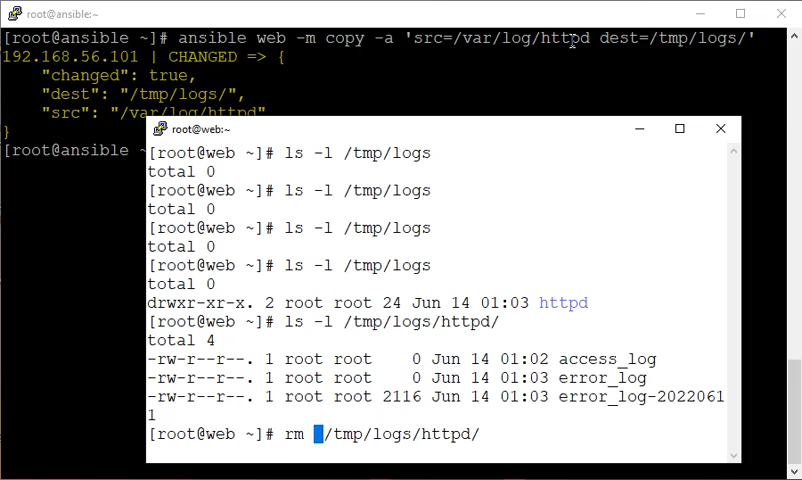 root@ansible:~
[root@ansible ~]# ansible web -m copy -a 'src=/var/log/httpd dest=/tmp/logs/'
192.168.56.101 | CHANGED => {
    "changed": true,
    "dest": "/tmp/logs/",
    "src": "/var/log/httpd"
}
[root@ansible ~
root@web:~
[root@web ~]# ls -l /tmp/logs
total 0
[root@web ~]# ls -l /tmp/logs
total 0
[root@web ~]# ls -l /tmp/logs
total 0
[root@web ~]# ls -l /tmp/logs
total 0
drwxr-xr-x. 2 root root 24 Jun 14 01:03 httpd
[root@web ~]# ls -l /tmp/logs/httpd/
total 4
-rw-r--r--. 1 root root    0 Jun 14 01:02 access_log
-rw-r--r--. 1 root root    0 Jun 14 01:03 error_log
-rw-r--r--. 1 root root 2116 Jun 14 01:03 error_log-2022061
1
[root@web ~]# rm /tmp/logs/httpd/